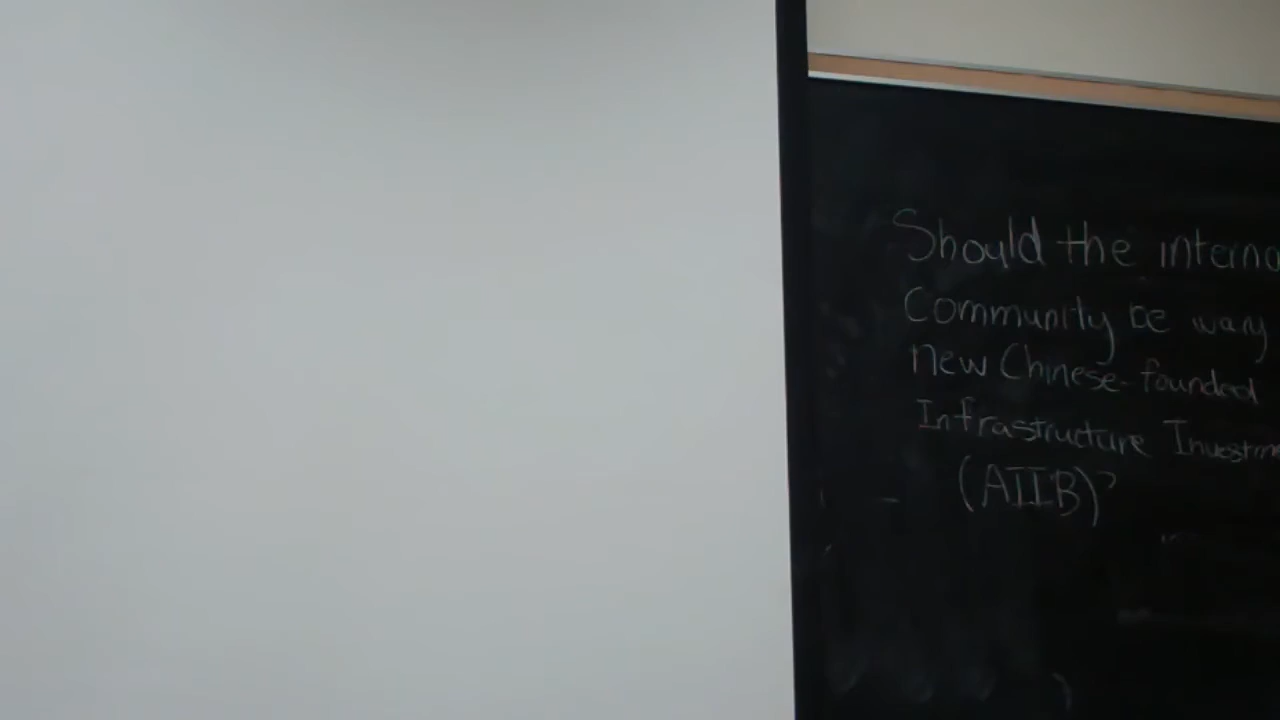 Should the interna
Community be wary
new Chinese-founded
Infrastructure Investm
(AIIB)?